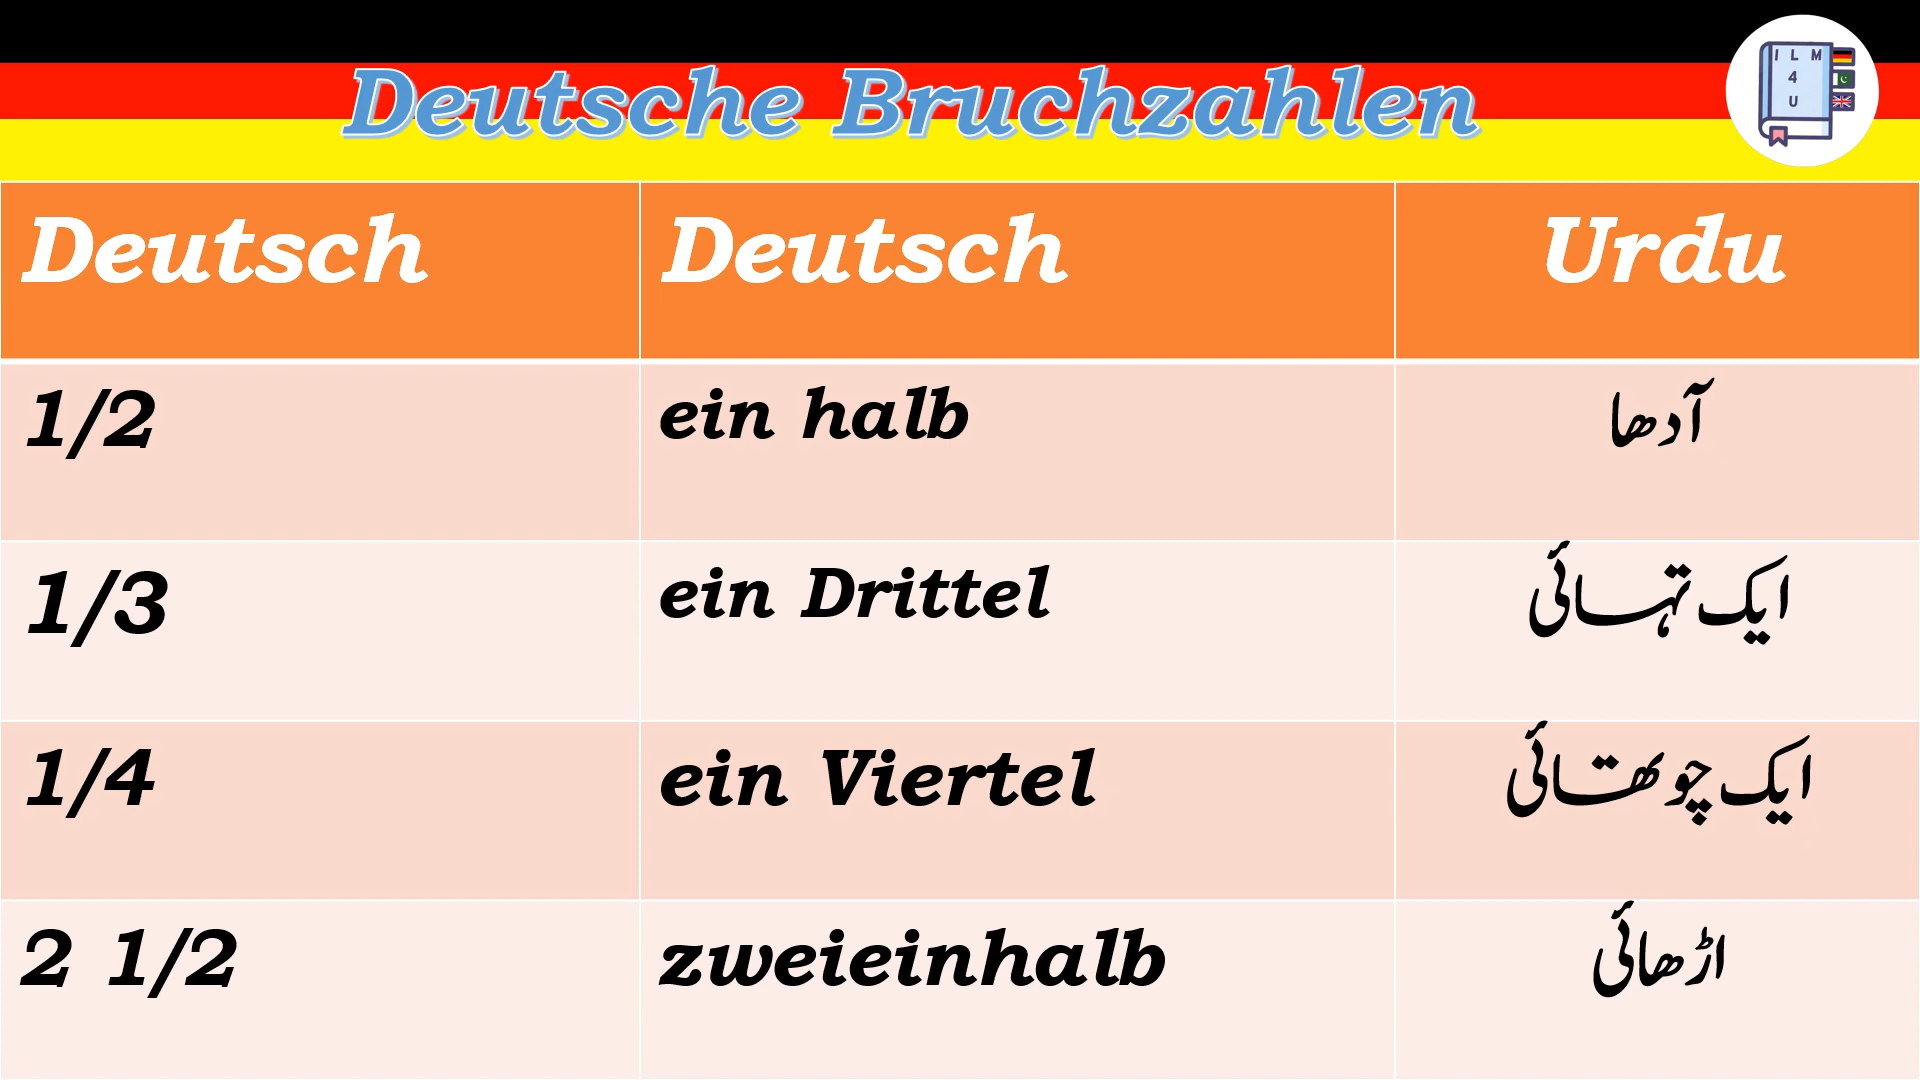 Deutsche Bruchzahlen
I L M
4
U
Deutsch Deutsch Urdu
1/2 ein halb آدھا
1/3 ein Drittel ایک تہائی
1/4 ein Viertel ایک چوتھائی
2 1/2 zweieinhalb اڑھائی